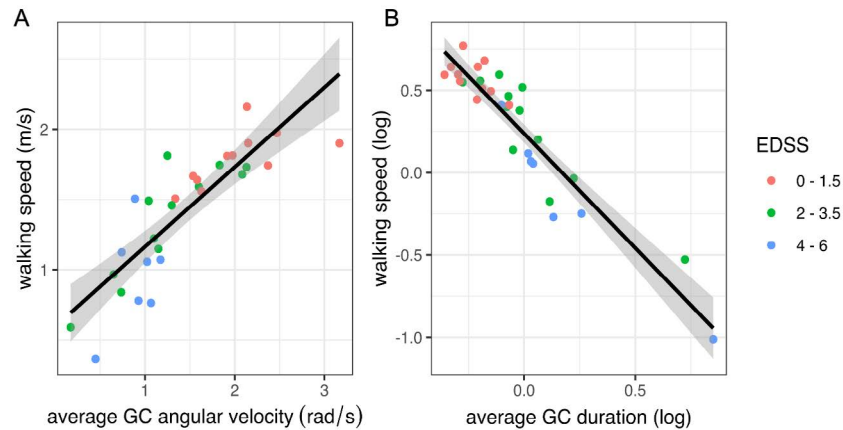 A
walking speed (m/s)
2
1
1
2
3
average GC angular velocity (rad/s)
B
walking speed (log)
0.5
0.0
-0.5
-1.0
0.0
0.5
average GC duration (log)
EDSS
0 - 1.5
2 - 3.5
4 - 6